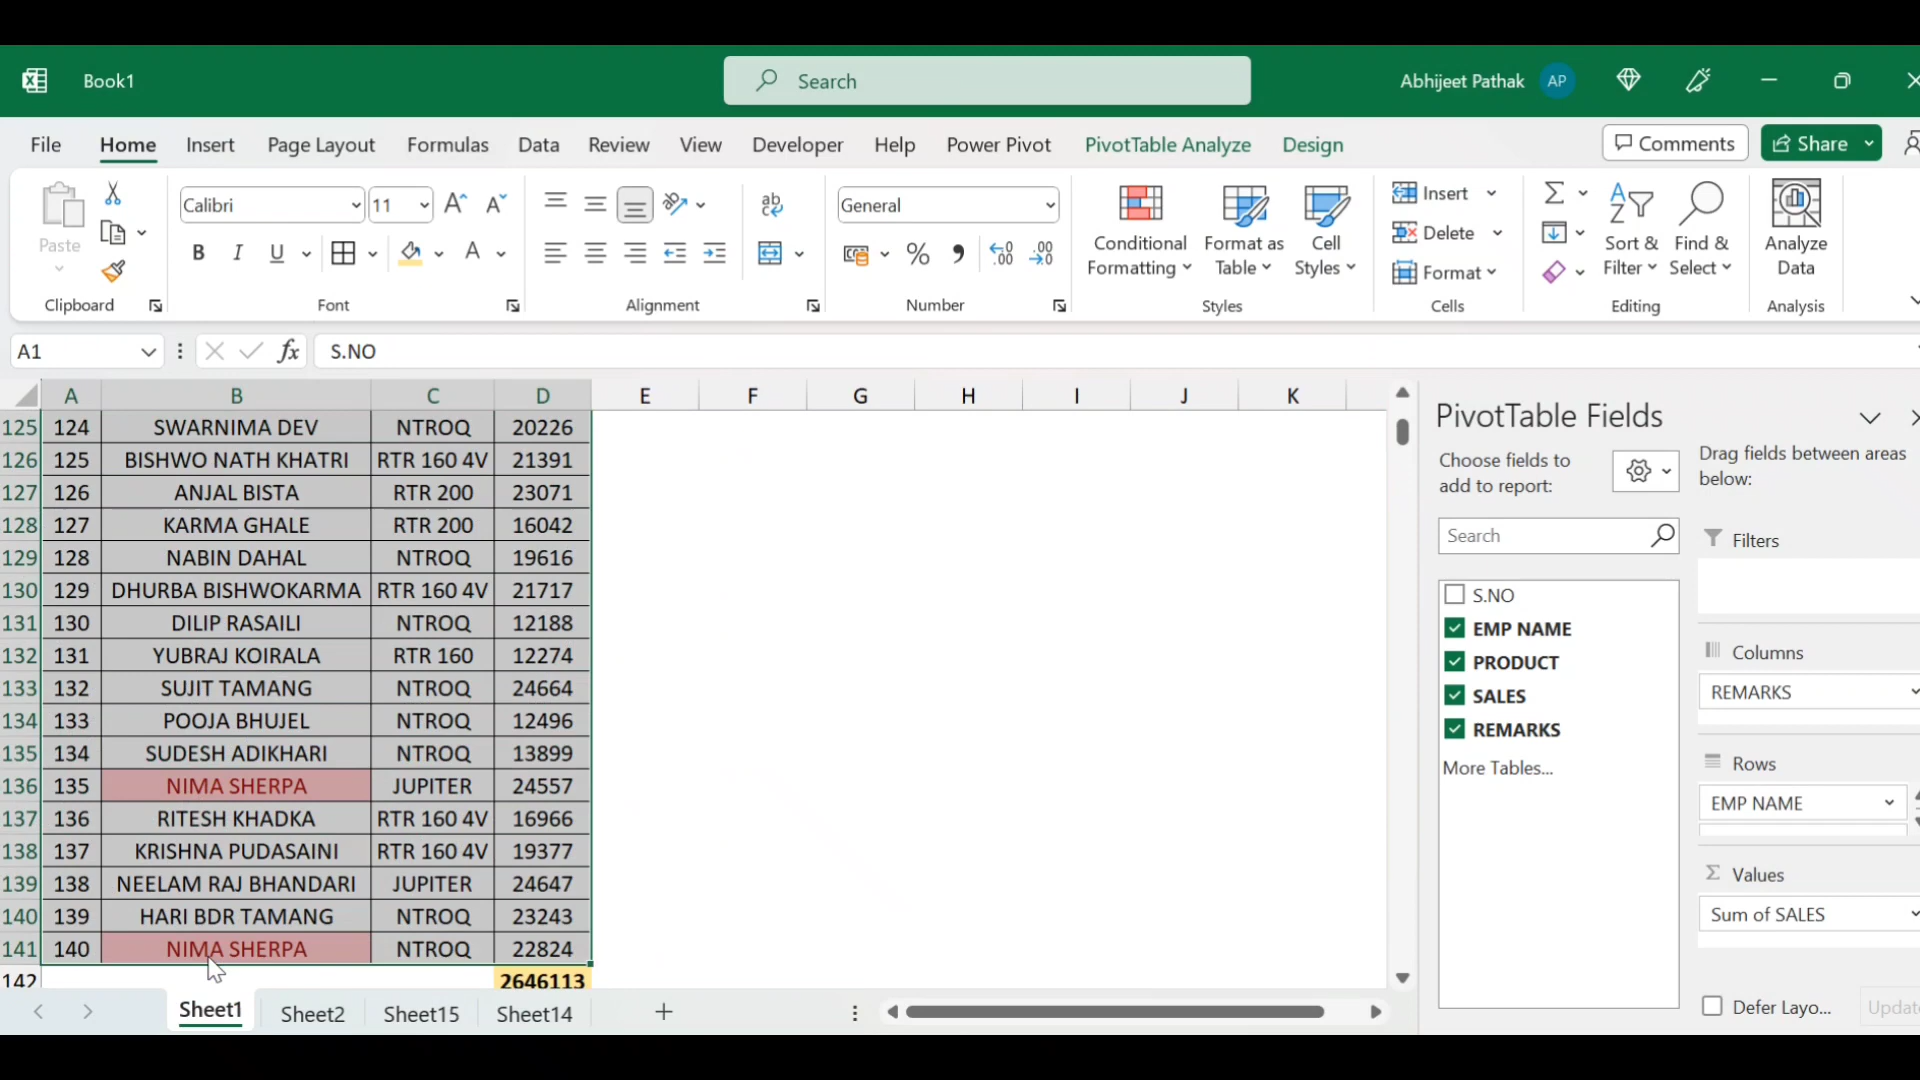 Book1
Search
Abhijeet Pathak AP
File Home Insert Page Layout Formulas Data Review View Developer Help Power Pivot PivotTable Analyze Design Comments Share
Paste
Clipboard
Calibri 11
B I U A
Font
ab
Alignment
General
% 9 .00 .00
Number
Conditional Formatting
Format as Table
Cell Styles
Styles
Insert
Delete
Format
Cells
Sort & Filter
Find & Select
Editing
Analyze Data
Analysis
A1 fx S.NO
A B C D E F G H I J K
125 124 SWARNIMA DEV NTROQ 20226
126 125 BISHWO NATH KHATRI RTR 160 4V 21391
127 126 ANJAL BISTA RTR 200 23071
128 127 KARMA GHALE RTR 200 16042
129 128 NABIN DAHAL NTROQ 19616
130 129 DHURBA BISHWOKARMA RTR 160 4V 21717
131 130 DILIP RASAILI NTROQ 12188
132 131 YUBRAJ KOIRALA RTR 160 12274
133 132 SUJIT TAMANG NTROQ 24664
134 133 POOJA BHUJEL NTROQ 12496
135 134 SUDESH ADIKHARI NTROQ 13899
136 135 NIMA SHERPA JUPITER 24557
137 136 RITESH KHADKA RTR 160 4V 16966
138 137 KRISHNA PUDASAINI RTR 160 4V 19377
139 138 NEELAM RAJ BHANDARI JUPITER 24647
140 139 HARI BDR TAMANG NTROQ 23243
141 140 NIMA SHERPA NTROQ 22824
142 2646113
Sheet1 Sheet2 Sheet15 Sheet14
PivotTable Fields
Choose fields to
add to report:
Search
S.NO
EMP NAME
PRODUCT
SALES
REMARKS
More Tables...
Drag fields between areas
below:
Filters
Columns
REMARKS
Rows
EMP NAME
Values
Sum of SALES
Defer Layo...